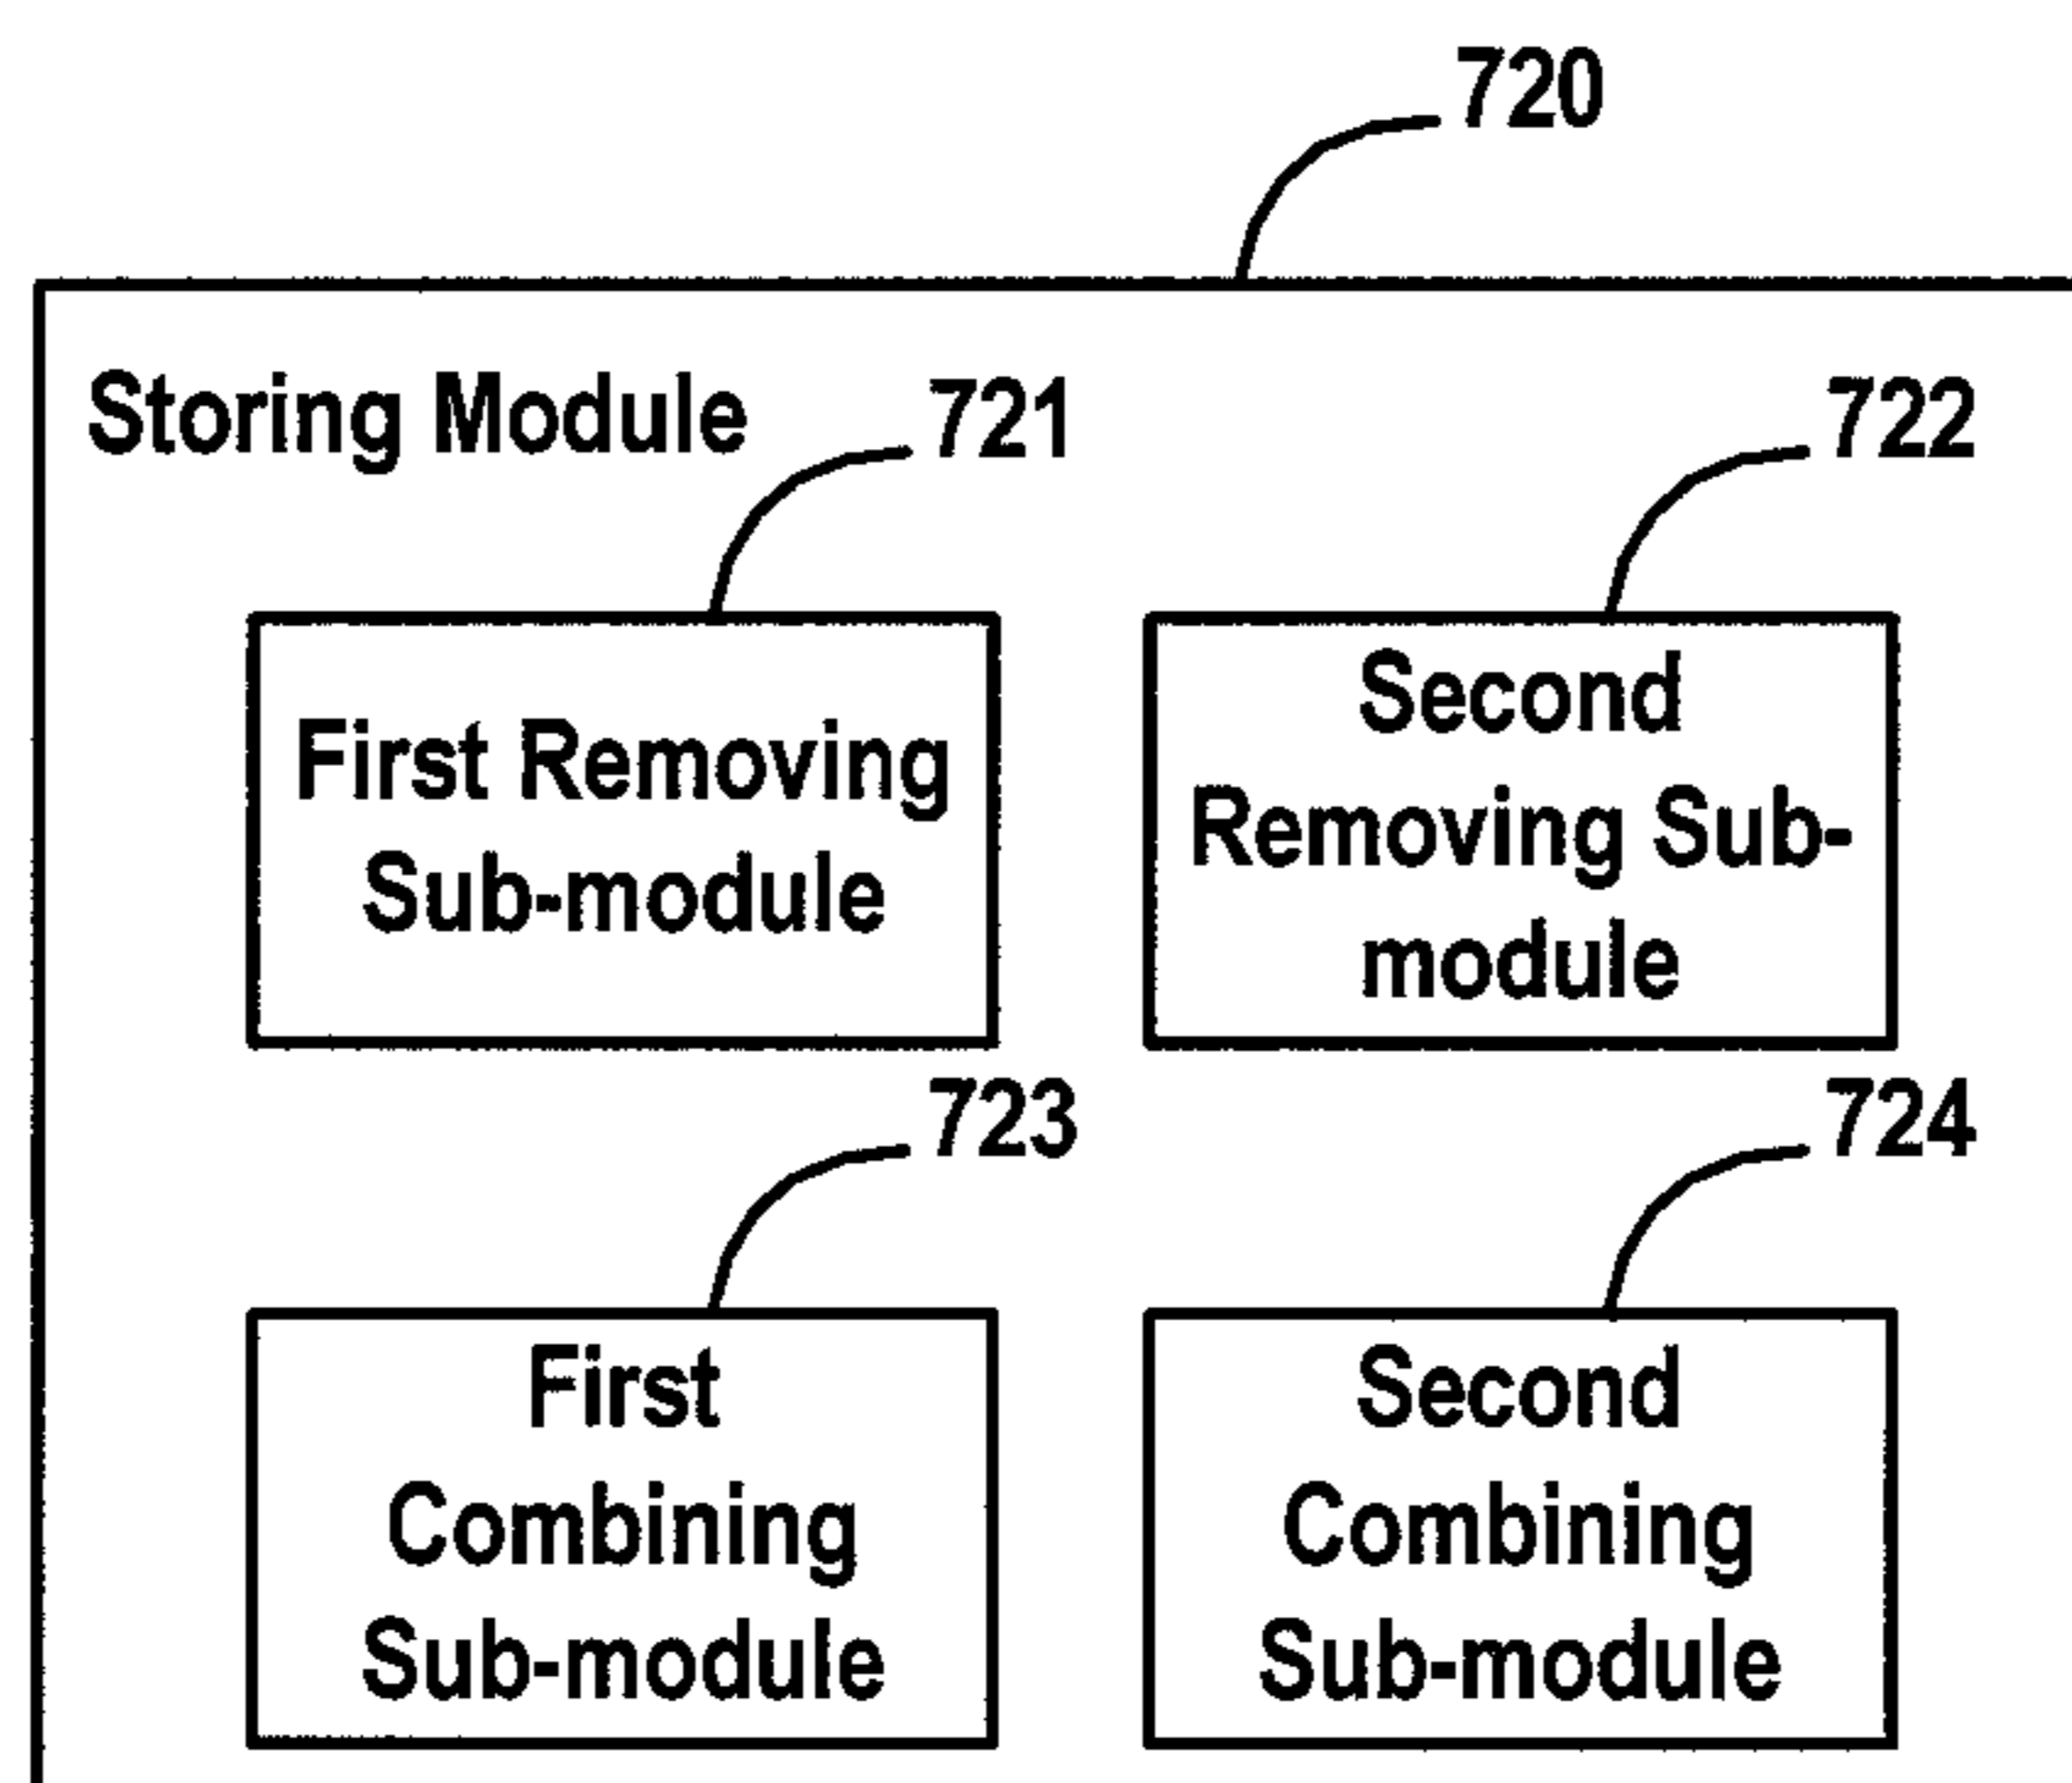 720
Storing Module
721
722
First Removing
Sub-module
Second
Removing Sub-
module
723
724
First
Combining
Sub-module
Second
Combining
Sub-module